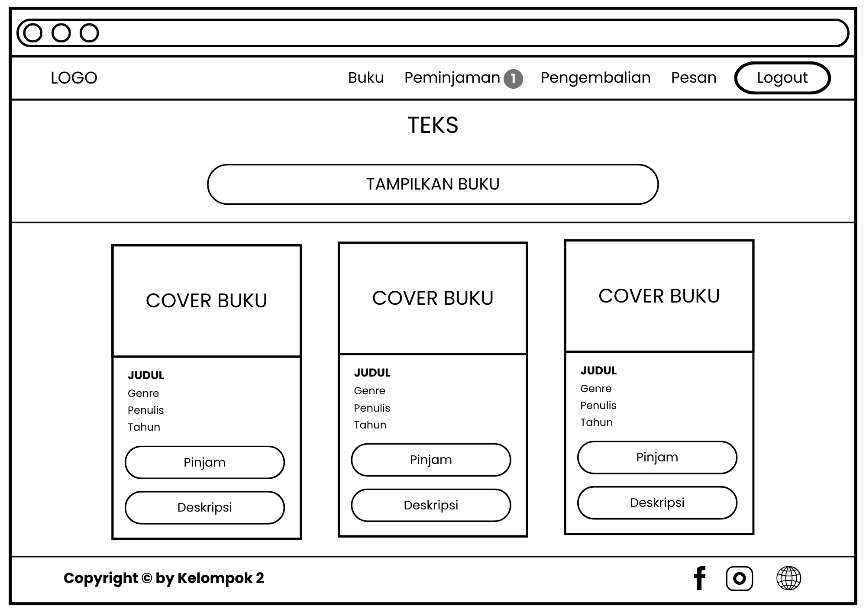 LOGO Buku Peminjaman 1 Pengembalian Pesan Logout
TEKS
TAMPILKAN BUKU
COVER BUKU
JUDUL
Genre
Penulis
Tahun
Pinjam
Deskripsi
COVER BUKU
JUDUL
Genre
Penulis
Tahun
Pinjam
Deskripsi
COVER BUKU
JUDUL
Genre
Penulis
Tahun
Pinjam
Deskripsi
Copyright © by Kelompok 2